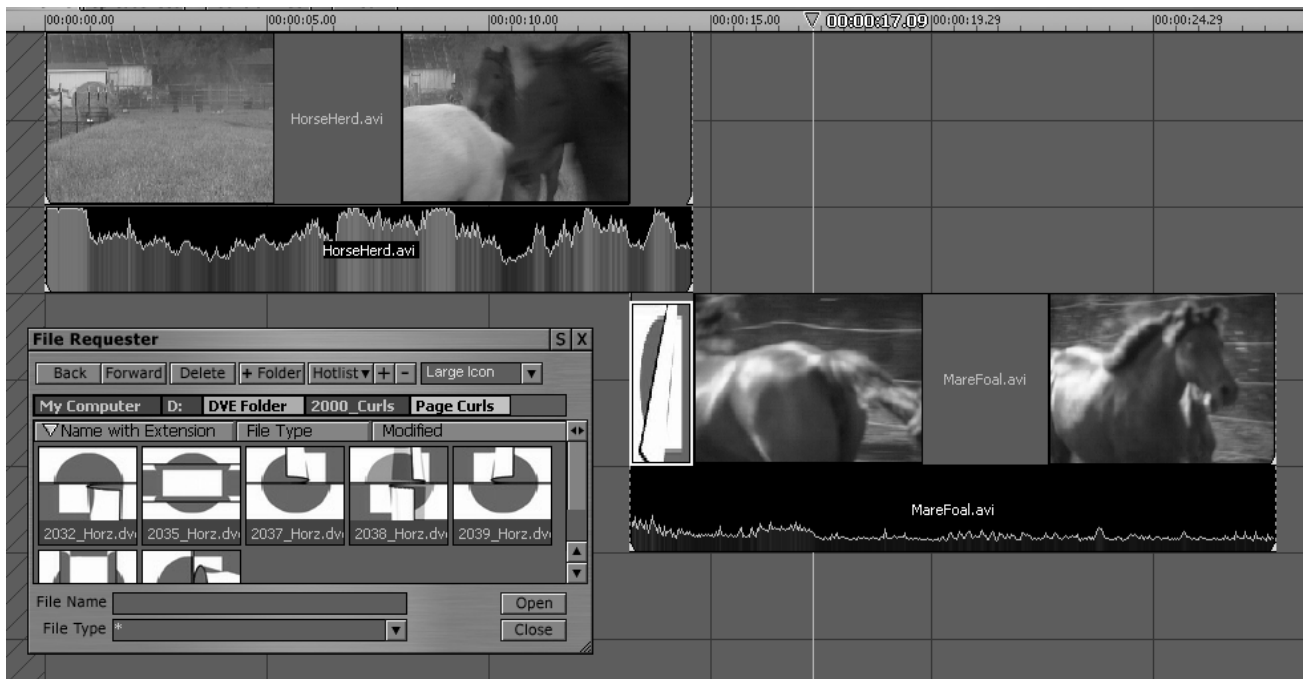 00:00:00.00 00:00:05.00 00:00:10.00 00:00:15.00 00:00:17.09 00:00:19.29 00:00:24.29
HorseHerd.avi
HorseHerd.avi
File Requester S X
Back Forward Delete + Folder Hotlist + - Large Icon
My Computer D: DVE Folder 2000_Curls Page Curls
Name with Extension File Type Modified
2032_Horz.dv 2035_Horz.dv 2037_Horz.dv 2038_Horz.dv 2039_Horz.dv
File Name Open
File Type * Close
MareFoal.avi
MareFoal.avi